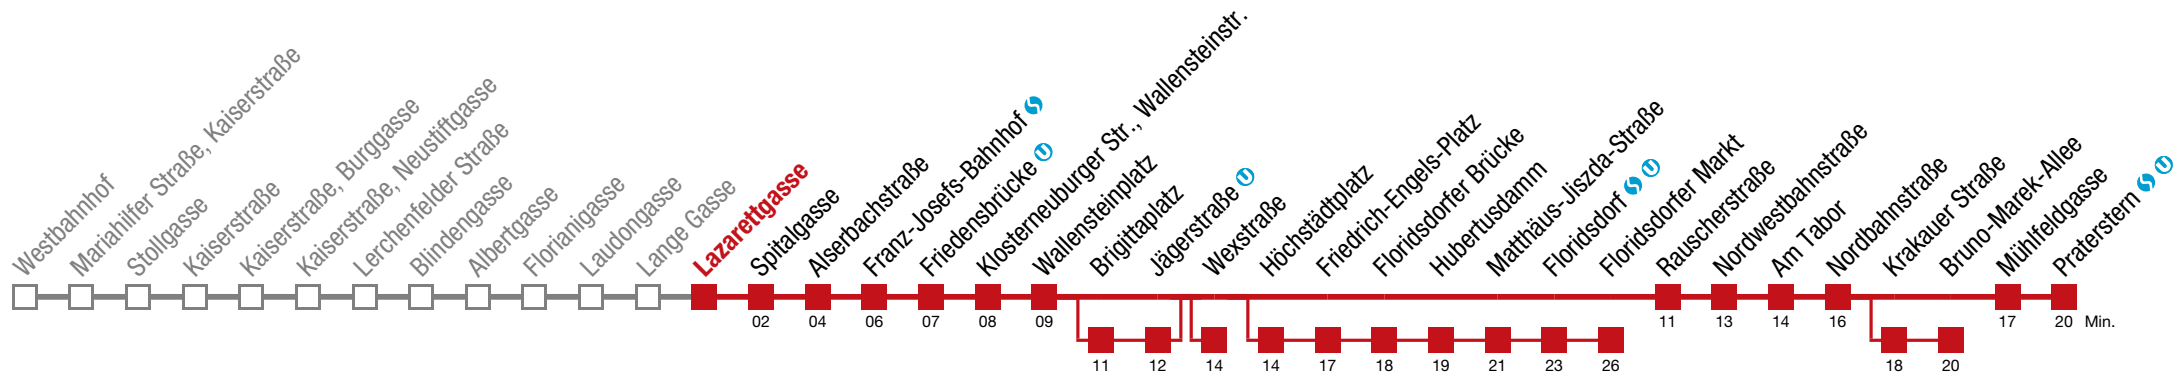 Westbahnhof
Mariahilfer Straße, Kaiserstraße
Stollgasse
Kaiserstraße
Kaiserstraße, Burggasse
Kaiserstraße, Neustiftgasse
Lerchenfelder Straße
Blindengasse
Albertgasse
Florianigasse
Laudongasse
Lange Gasse
Lazarettgasse
Spitalgasse
Alserbachstraße
Franz-Josefs-Bahnhof S
Friedensbrücke U
Klosterneuburger Str., Wallensteinstr.
Wallensteinplatz
Brigittaplatz
Jägerstraße U
Wexstraße
Höchstädtplatz
Friedrich-Engels-Platz
Floridsdorfer Brücke
Hubertusdamm
Matthäus-Jiszda-Straße
Floridsdorf S U
Floridsdorfer Markt
Rauscherstraße
Nordwestbahnstraße
Am Tabor
Nordbahnstraße
Krakauer Straße
Bruno-Marek-Allee
Mühlfeldgasse
Praterstern S U
02 04 06 07 08 09 11 13 14 16 17 20 Min.
11 12 14 14 17 18 19 21 23 26 18 20